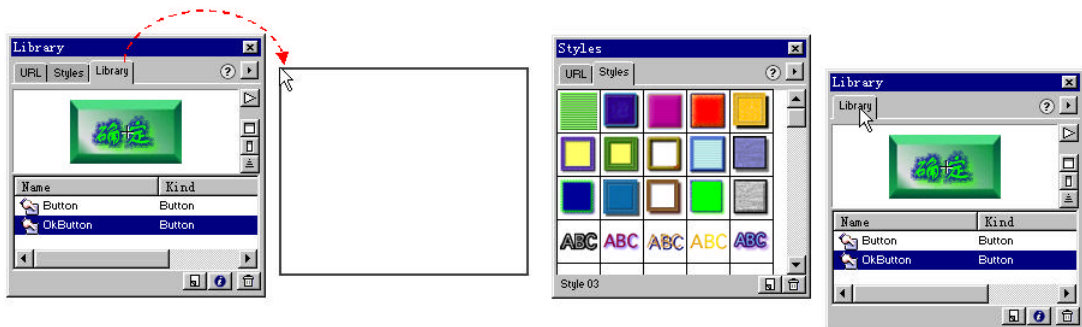 Library
URL Styles Library
确定
Name Kind
Button Button
OkButton Button
Styles
URL Styles
ABC ABC ABC ABC ABC
Style 03
Library
Library
确定
Name Kind
Button Button
OkButton Button